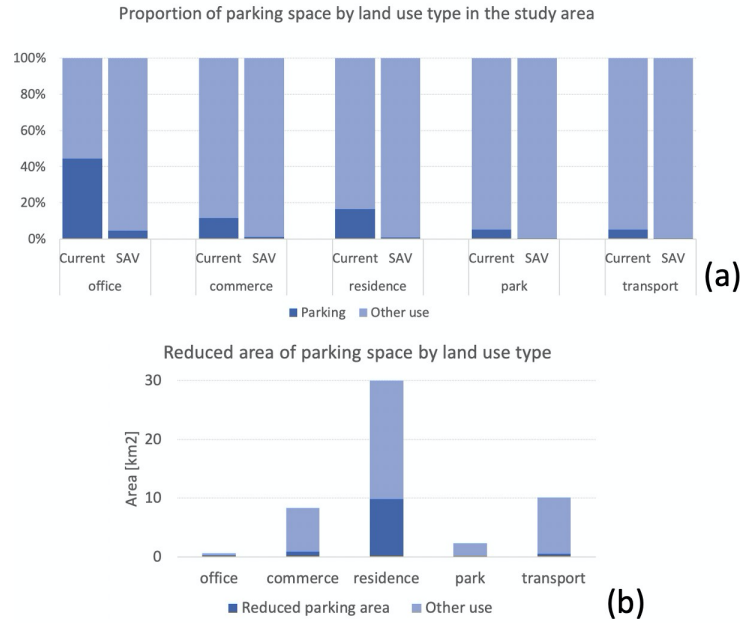 Proportion of parking space by land use type in the study area
100%
80%
60%
40%
20%
0%
Current SAV Current SAV Current SAV Current SAV Current SAV
office commerce residence park transport
(a)
Parking Other use
Reduced area of parking space by land use type
Area [km2]
30
20
10
0
office commerce residence park transport
Reduced parking area Other use
(b)